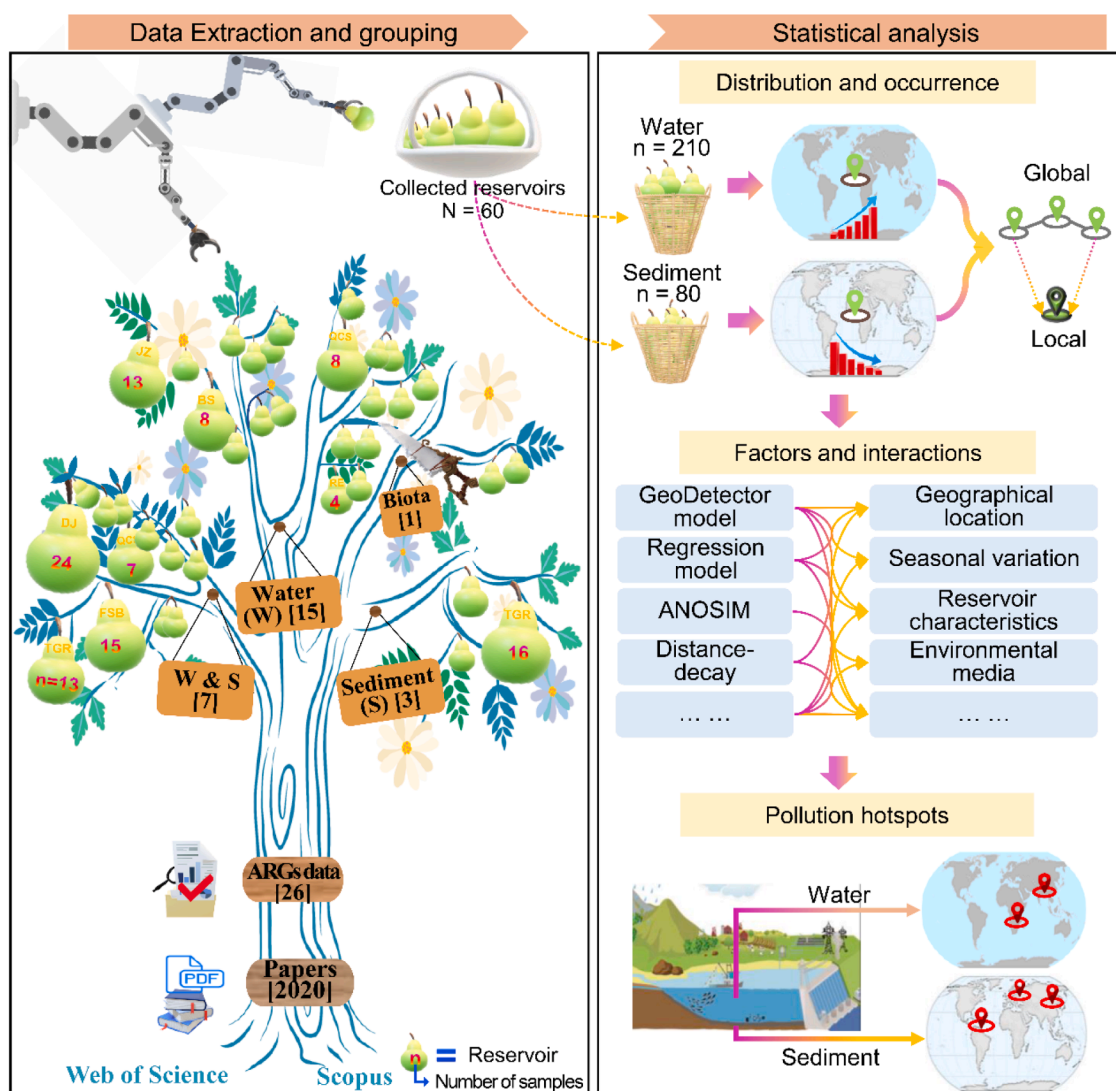 Data Extraction and grouping
Collected reservoirs
N = 60
JZ
13
BS
8
QCS
8
RE
4
Biota
[1]
DJ
24
QC
7
Water
(W) [15]
FSB
15
TGR
n=13
TGR
16
W & S
[7]
Sediment
(S) [3]
ARGs data
[26]
PDF
Papers
[2020]
Web of Science
Scopus
n
= Reservoir
Number of samples
Statistical analysis
Distribution and occurrence
Water
n = 210
Sediment
n = 80
Global
Local
Factors and interactions
GeoDetector
model
Regression
model
ANOSIM
Distance-
decay
... ...
Geographical
location
Seasonal variation
Reservoir
characteristics
Environmental
media
... ...
Pollution hotspots
Water
Sediment